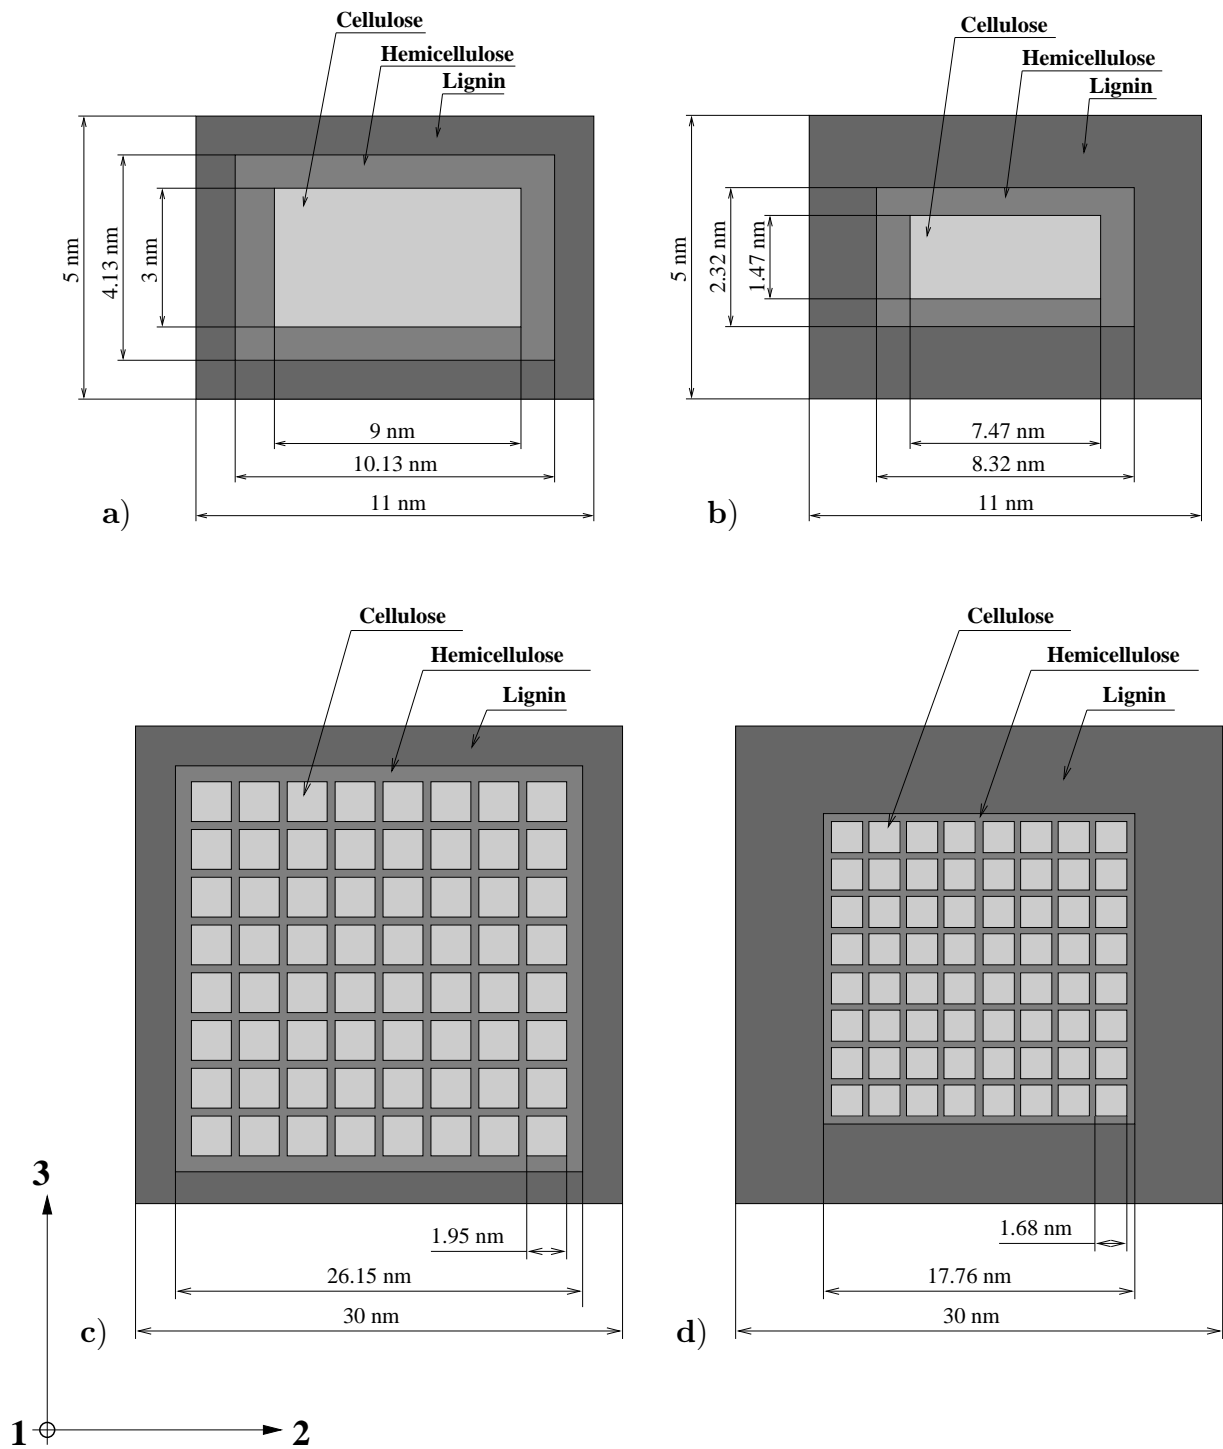 Cellulose
Hemicellulose
Lignin
5 nm
4.13 nm
3 nm
9 nm
10.13 nm
11 nm
a)
Cellulose
Hemicellulose
Lignin
5 nm
2.32 nm
1.47 nm
7.47 nm
8.32 nm
11 nm
b)
Cellulose
Hemicellulose
Lignin
1.95 nm
26.15 nm
30 nm
c)
Cellulose
Hemicellulose
Lignin
1.68 nm
17.76 nm
30 nm
d)
3
1
2